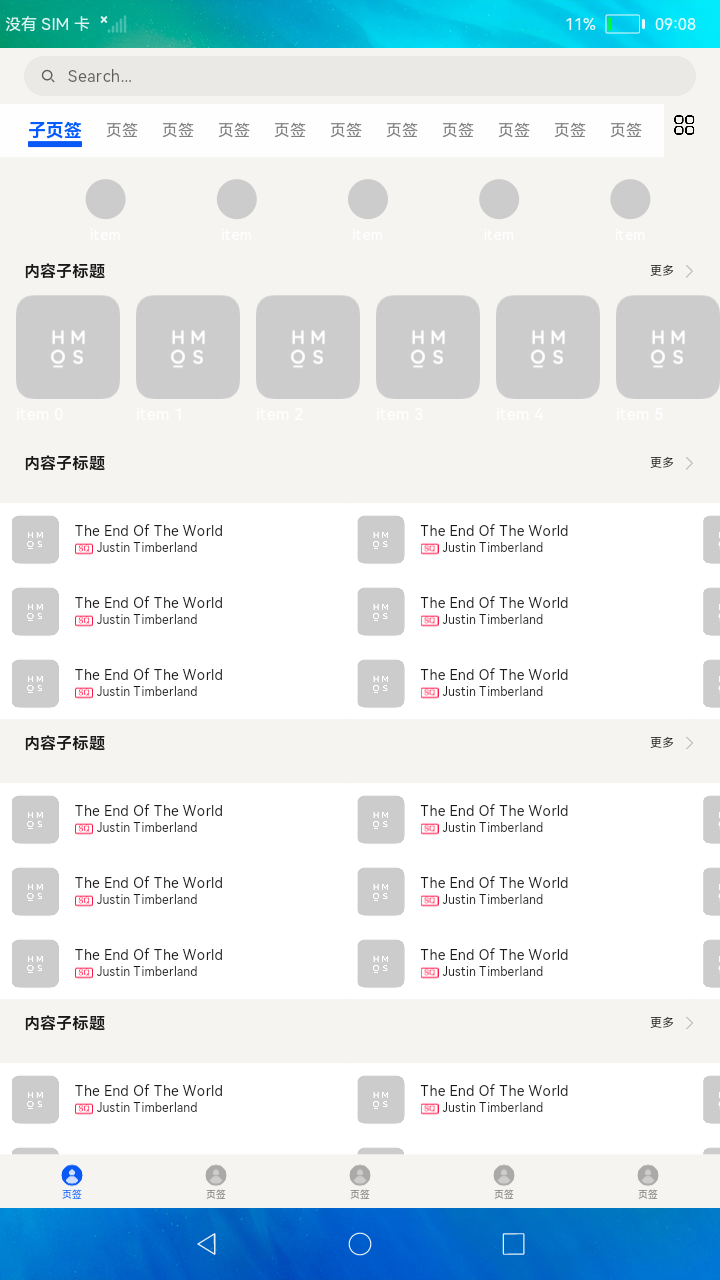 没有 SIM 卡 11% 09:08
Search...
子页签 页签 页签 页签 页签 页签 页签 页签 页签 页签 页签
item item item item item
内容子标题 更多
HM HM HM HM HM HM
OS OS OS OS OS OS
item 0 item 1 item 2 item 3 item 4 item 5
内容子标题 更多
The End Of The World The End Of The World
SQ Justin Timberland SQ Justin Timberland
The End Of The World The End Of The World
SQ Justin Timberland SQ Justin Timberland
The End Of The World The End Of The World
SQ Justin Timberland SQ Justin Timberland
内容子标题 更多
The End Of The World The End Of The World
SQ Justin Timberland SQ Justin Timberland
The End Of The World The End Of The World
SQ Justin Timberland SQ Justin Timberland
The End Of The World The End Of The World
SQ Justin Timberland SQ Justin Timberland
内容子标题 更多
The End Of The World The End Of The World
SQ Justin Timberland SQ Justin Timberland
页签 页签 页签 页签 页签